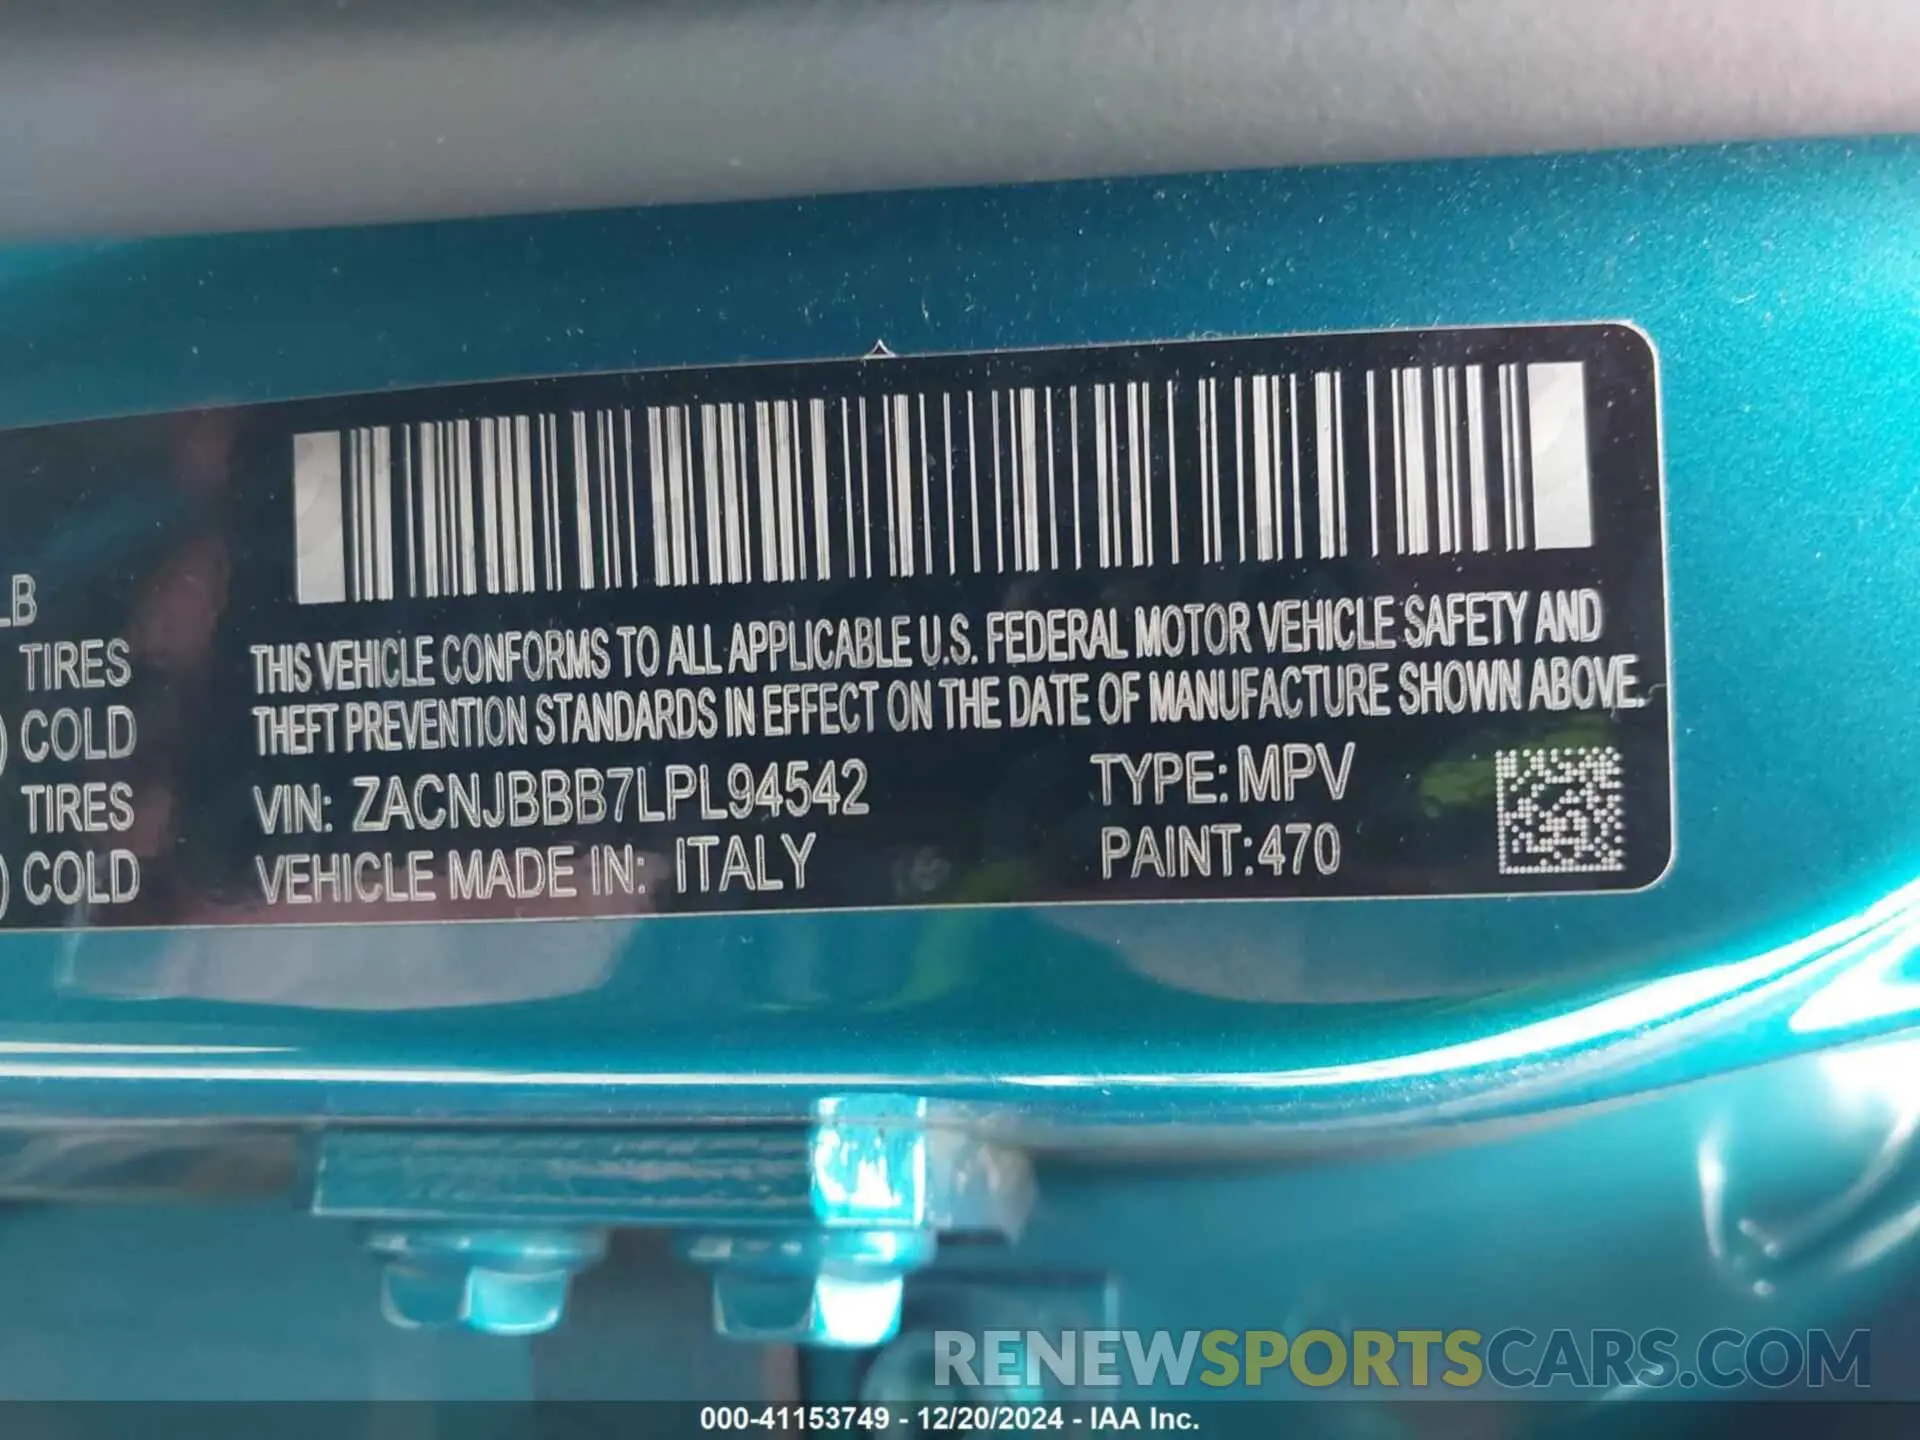 LB
TIRES
) COLD
TIRES
) COLD
THIS VEHICLE CONFORMS TO ALL APPLICABLE U.S. FEDERAL MOTOR VEHICLE SAFETY AND
THEFT PREVENTION STANDARDS IN EFFECT ON THE DATE OF MANUFACTURE SHOWN ABOVE.
VIN: ZACNJBBB7LPL94542 TYPE: MPV
VEHICLE MADE IN: ITALY PAINT:470
RENEWSPORTSCARS.COM
000-41153749 - 12/20/2024 - IAA Inc.